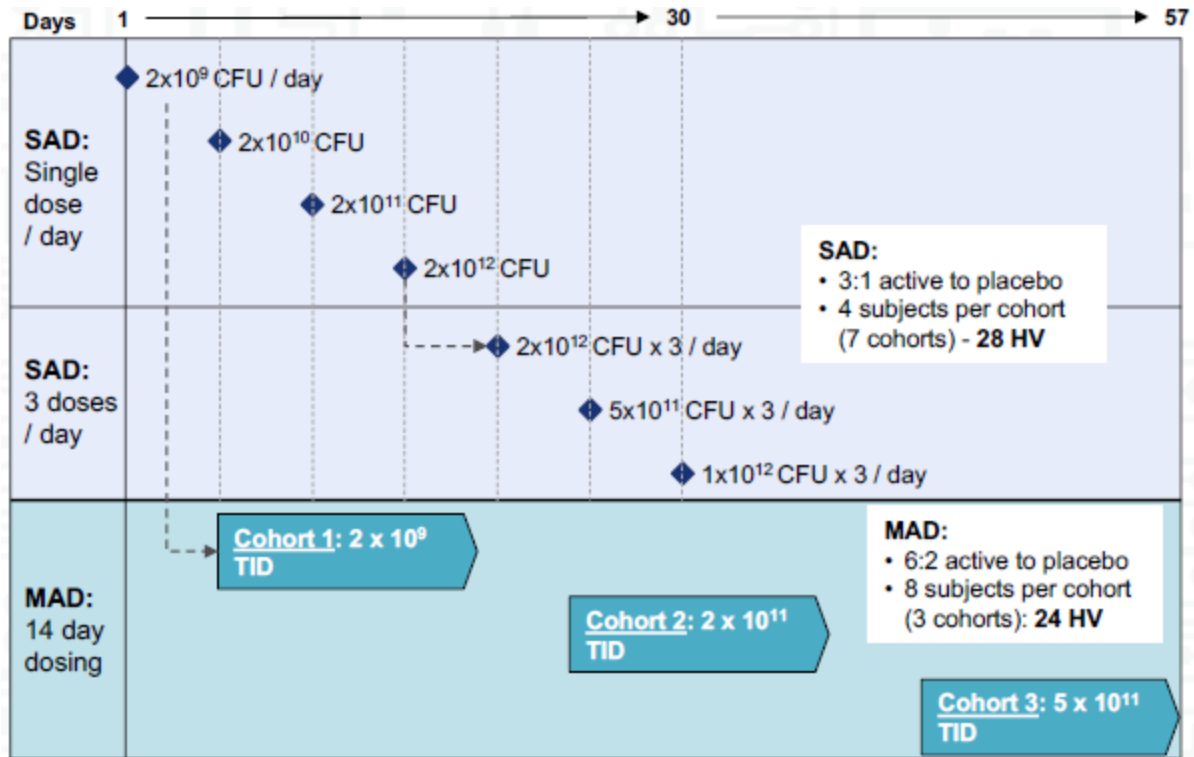 Days 1 30 57
2x10⁹ CFU / day
SAD:
Single
dose
/ day
2x10¹⁰ CFU
2x10¹¹ CFU
2x10¹² CFU
SAD:
• 3:1 active to placebo
• 4 subjects per cohort
(7 cohorts) - 28 HV
SAD:
3 doses
/ day
2x10¹² CFU x 3 / day
5x10¹¹ CFU x 3 / day
1x10¹² CFU x 3 / day
MAD:
14 day
dosing
Cohort 1: 2 x 10⁹
TID
Cohort 2: 2 x 10¹¹
TID
Cohort 3: 5 x 10¹¹
TID
MAD:
• 6:2 active to placebo
• 8 subjects per cohort
(3 cohorts): 24 HV